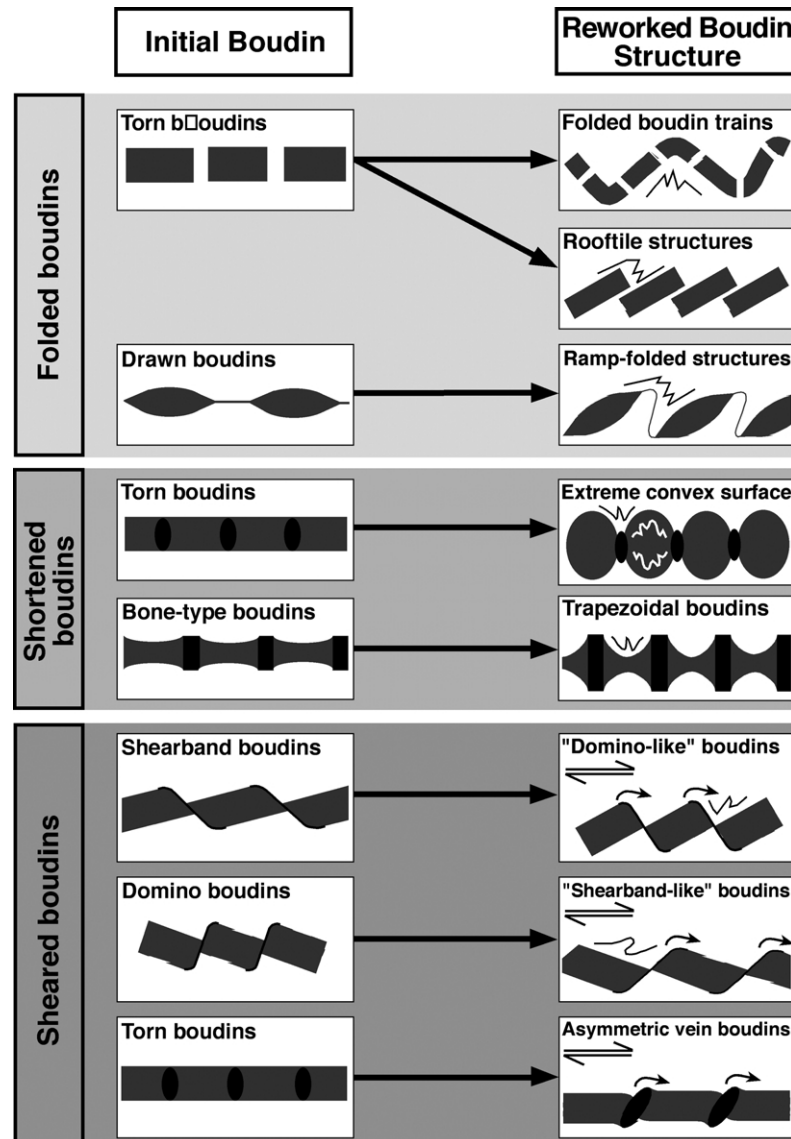 Initial Boudin
Reworked Boudin
Structure
Folded boudins
Torn b□oudins
Folded boudin trains
Rooftile structures
Drawn boudins
Ramp-folded structures
Shortened
boudins
Torn boudins
Extreme convex surface
Bone-type boudins
Trapezoidal boudins
Sheared boudins
Shearband boudins
"Domino-like" boudins
Domino boudins
"Shearband-like" boudins
Torn boudins
Asymmetric vein boudins